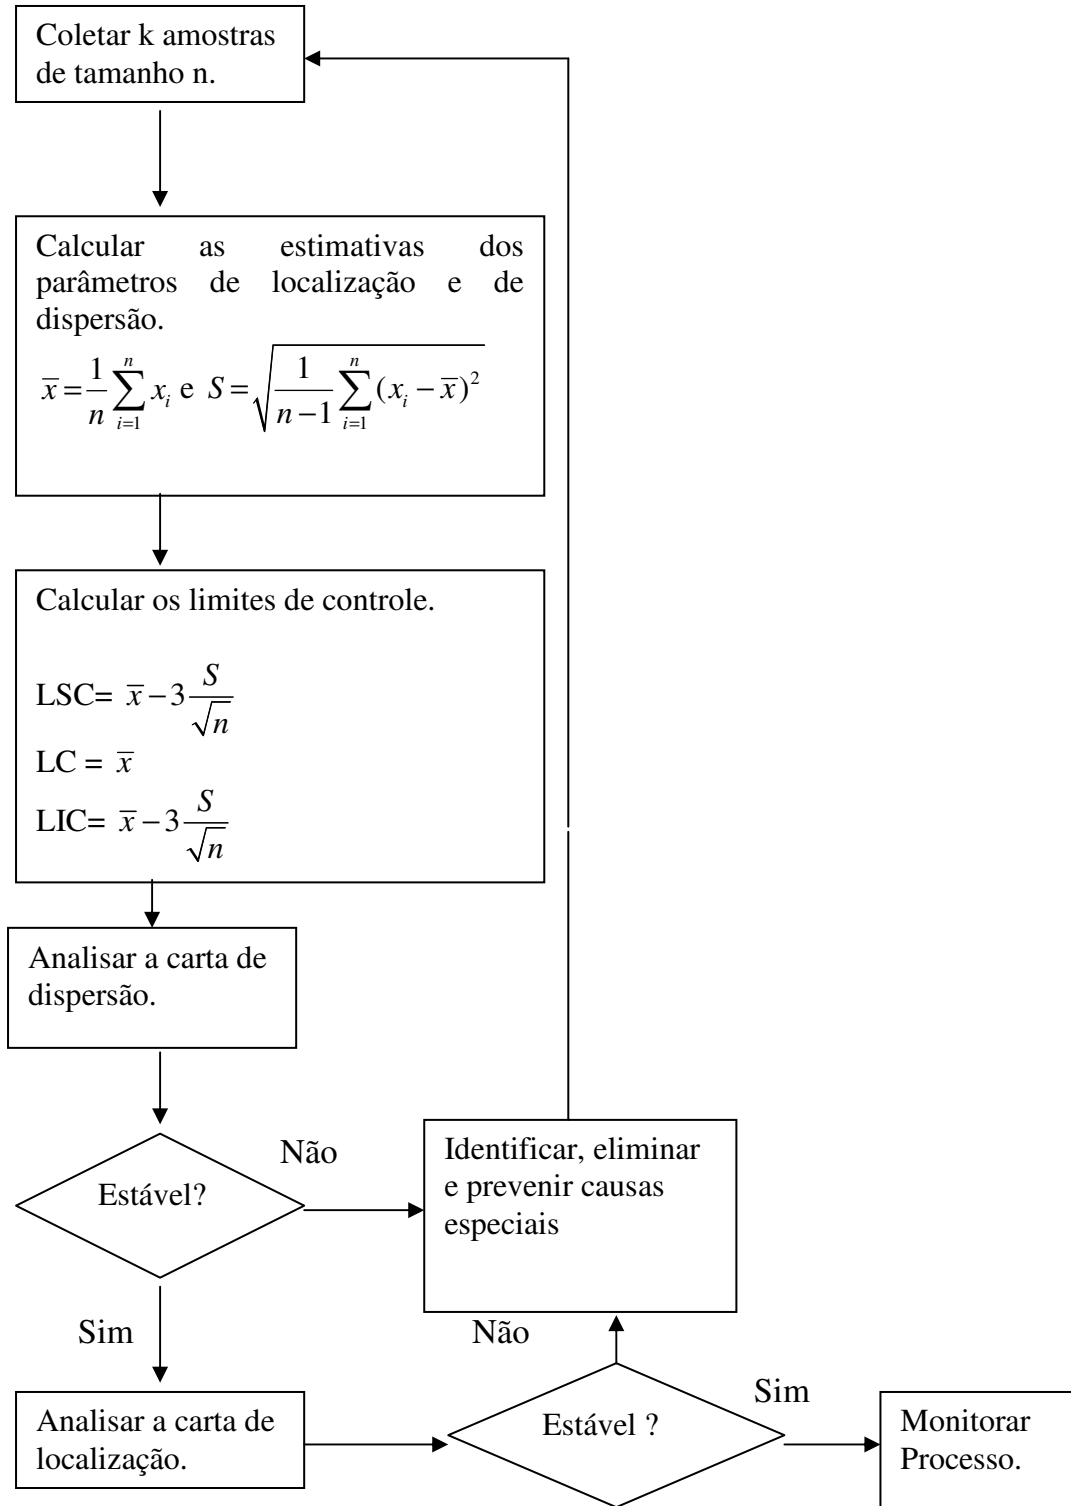 Coletar k amostras
de tamanho n.
Calcular as estimativas dos
parâmetros de localização e de
dispersão.
x̅ = 1/n ∑_{i=1}^{n} x_i e S = √(1/(n−1) ∑_{i=1}^{n} (x_i − x̅)²)
Calcular os limites de controle.
LSC= x̅ − 3 S/√n
LC = x̅
LIC= x̅ − 3 S/√n
Analisar a carta de
dispersão.
Estável?
Não
Identificar, eliminar
e prevenir causas
especiais
Sim
Não
Analisar a carta de
localização.
Estável ?
Sim
Monitorar
Processo.